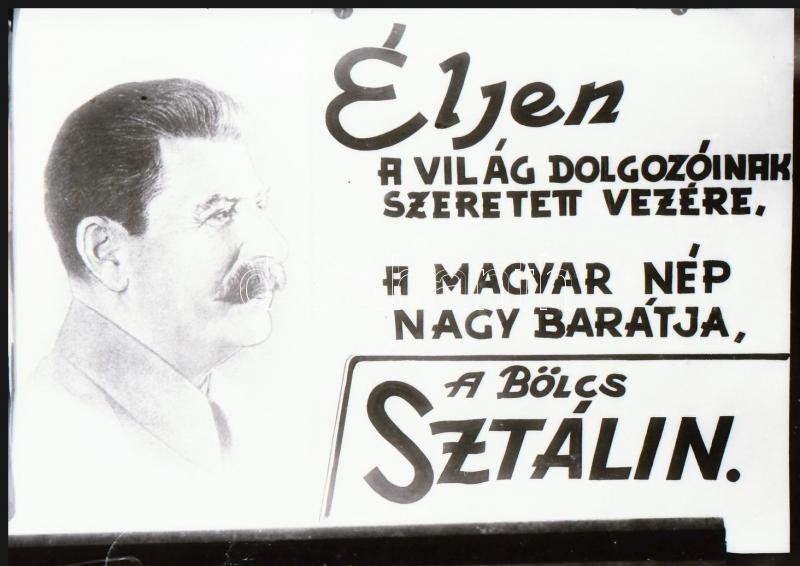 Éljen
A VILÁG DOLGOZÓINAK
SZERETETT VEZÉRE,
A MAGYAR NÉP
NAGY BARÁTJA,
A BÖLCS
SZTÁLIN.